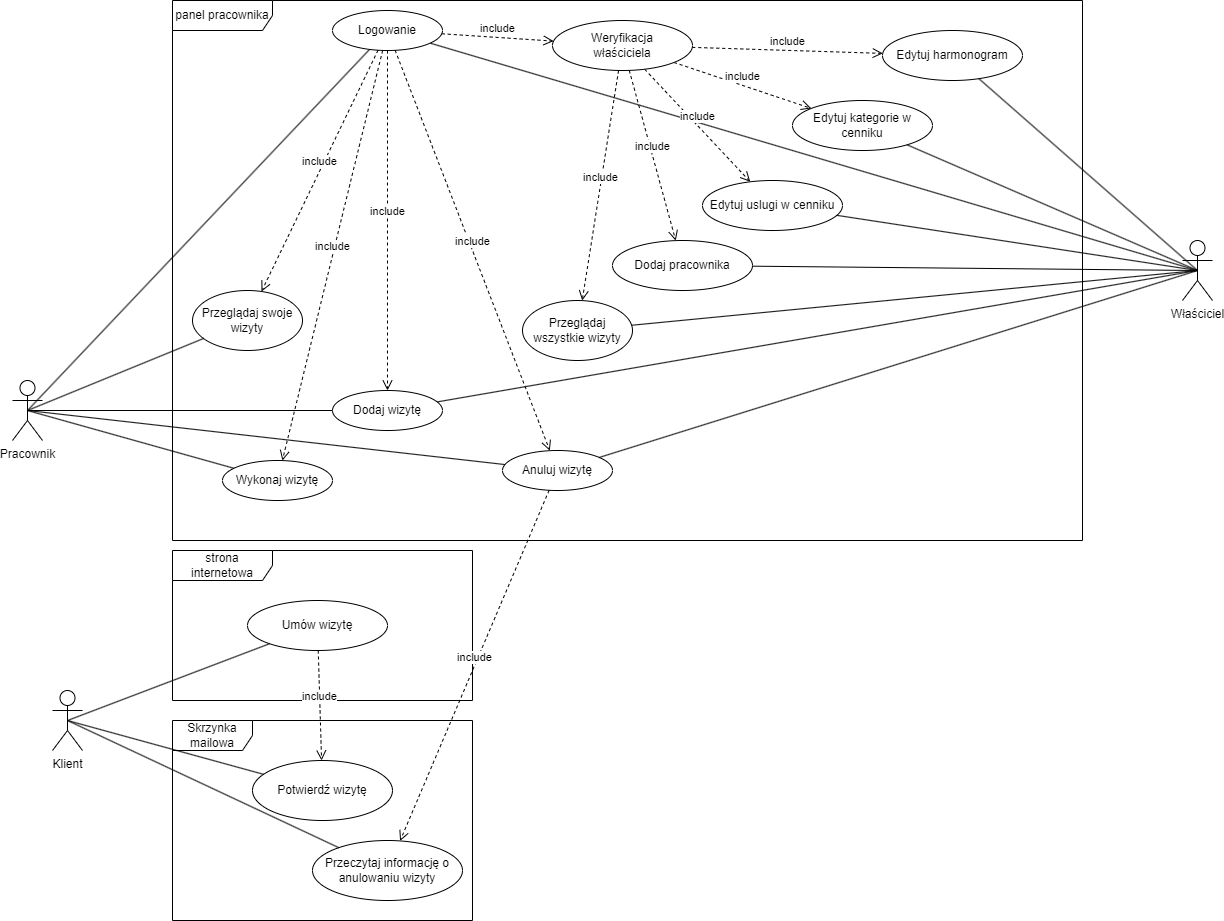 panel pracownika
Logowanie
include
Weryfikacja
właściciela
include
Edytuj harmonogram
include
Edytuj kategorie w
cenniku
include
include
include
include
include
include
include
Edytuj uslugi w cenniku
Dodaj pracownika
Właściciel
Przeglądaj swoje
wizyty
Przeglądaj
wszystkie wizyty
Pracownik
Dodaj wizytę
Anuluj wizytę
Wykonaj wizytę
strona
internetowa
Umów wizytę
include
include
Klient
Skrzynka
mailowa
Potwierdź wizytę
Przeczytaj informację o
anulowaniu wizyty